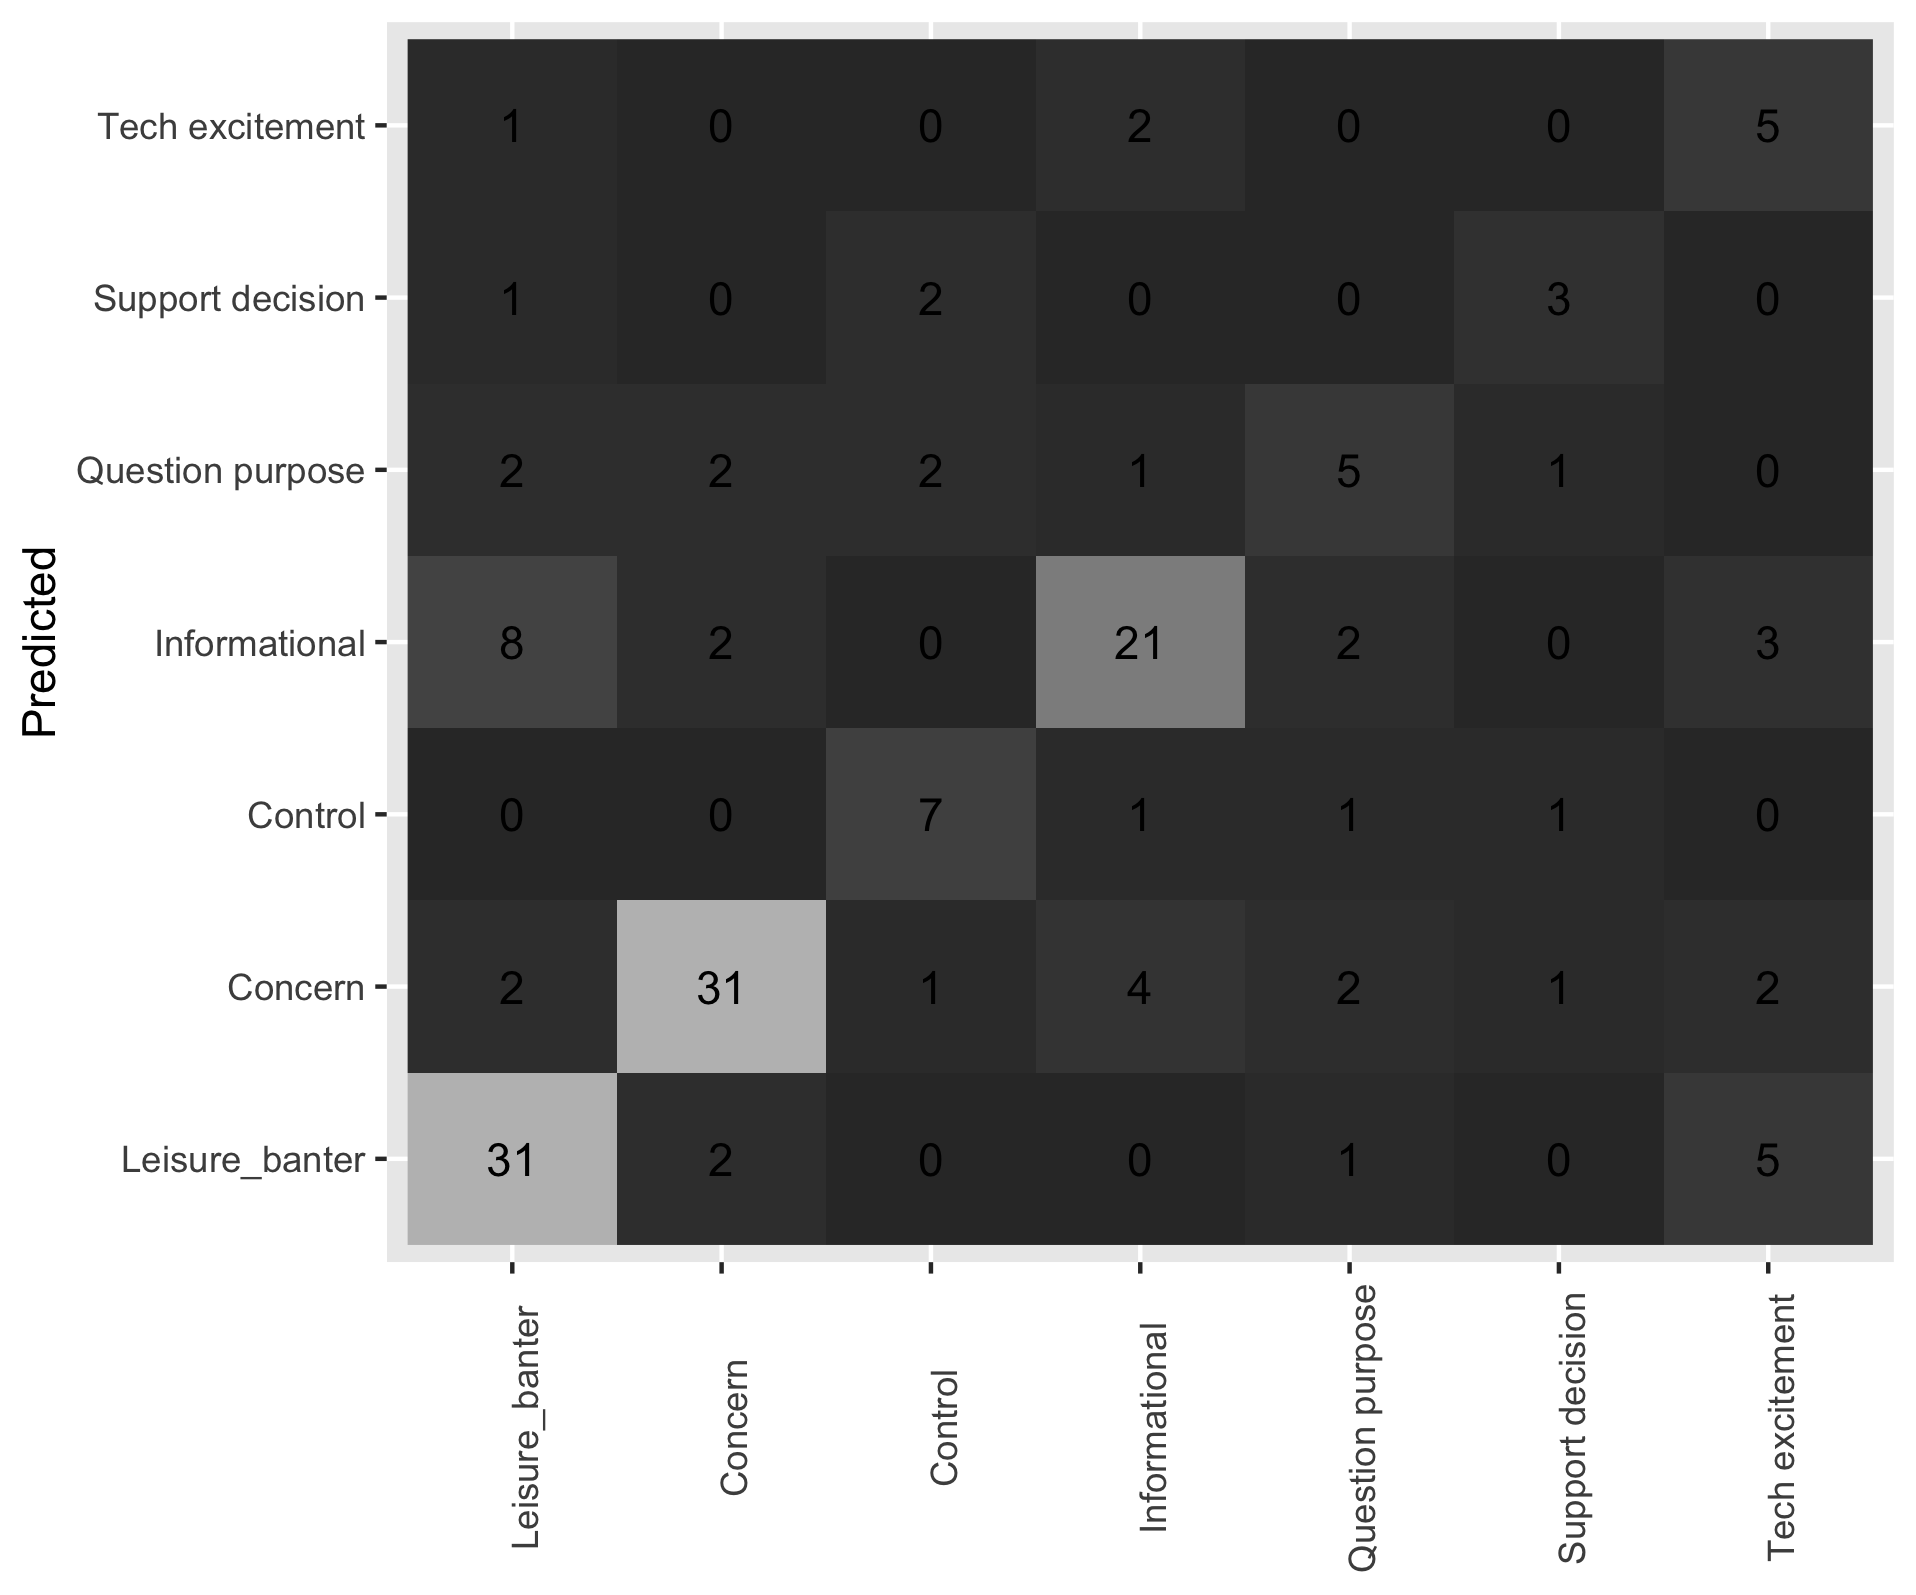 Predicted
Tech excitement 1 0 0 2 0 0 5
Support decision 1 0 2 0 0 3 0
Question purpose 2 2 2 1 5 1 0
Informational 8 2 0 21 2 0 3
Control 0 0 7 1 1 1 0
Concern 2 31 1 4 2 1 2
Leisure_banter 31 2 0 0 1 0 5
Leisure_banter
Concern
Control
Informational
Question purpose
Support decision
Tech excitement